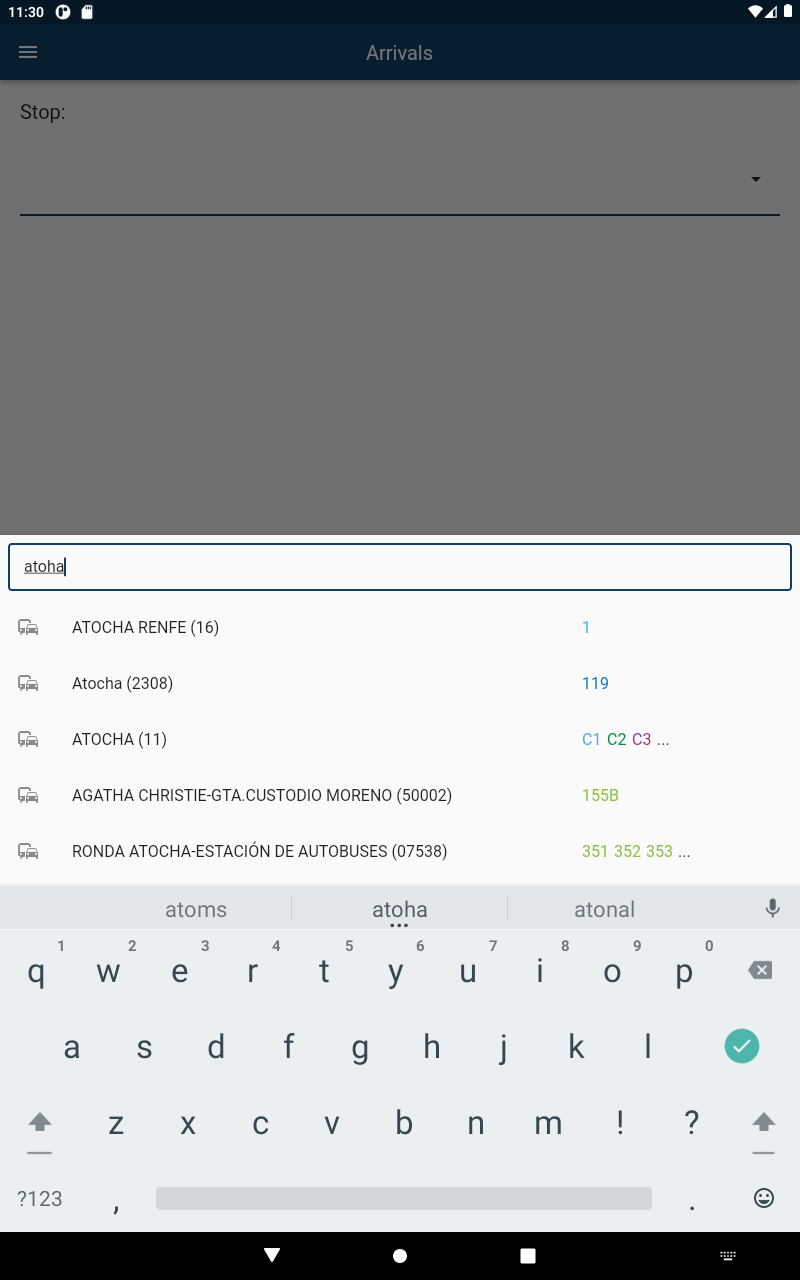 11:30
Arrivals
Stop:
atoha
ATOCHA RENFE (16) 1
Atocha (2308) 119
ATOCHA (11) C1 C2 C3 ...
AGATHA CHRISTIE-GTA.CUSTODIO MORENO (50002) 155B
RONDA ATOCHA-ESTACIÓN DE AUTOBUSES (07538) 351 352 353 ...
atoms atoha atonal
1 2 3 4 5 6 7 8 9 0
q w e r t y u i o p
a s d f g h j k l
z x c v b n m ! ?
?123 , .